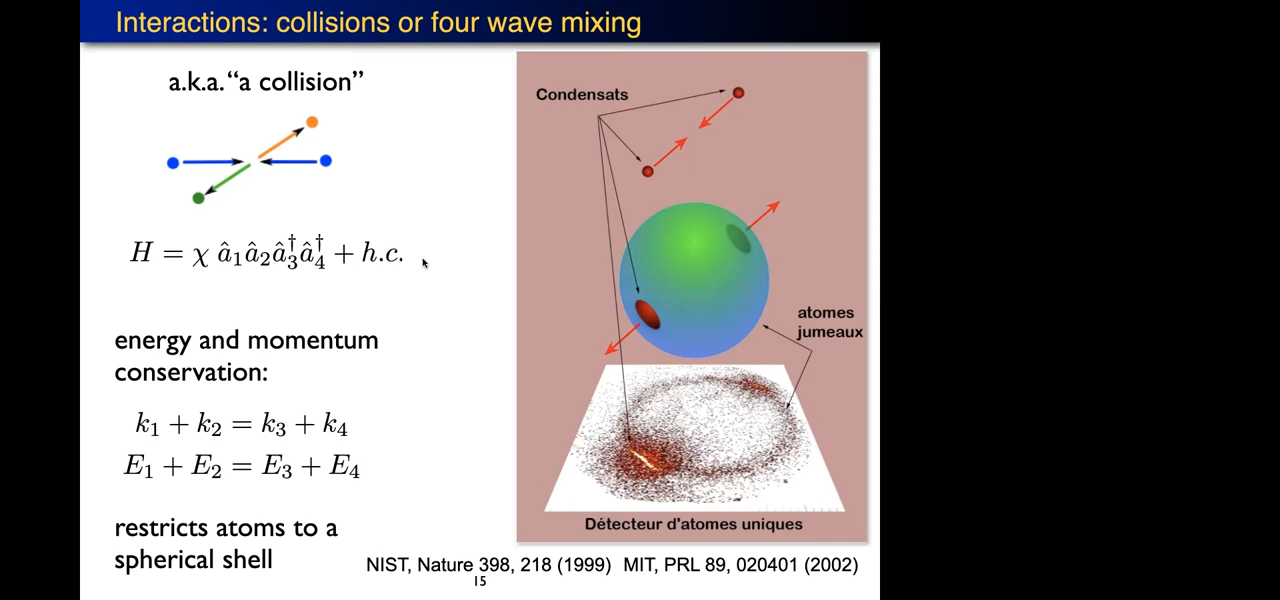 Interactions: collisions or four wave mixing
a.k.a. “a collision”
H = χ â₁â₂â₃†â₄† + h.c.
energy and momentum
conservation:
k₁ + k₂ = k₃ + k₄
E₁ + E₂ = E₃ + E₄
restricts atoms to a
spherical shell
Condensats
atomes
jumeaux
Détecteur d'atomes uniques
NIST, Nature 398, 218 (1999) MIT, PRL 89, 020401 (2002)
15